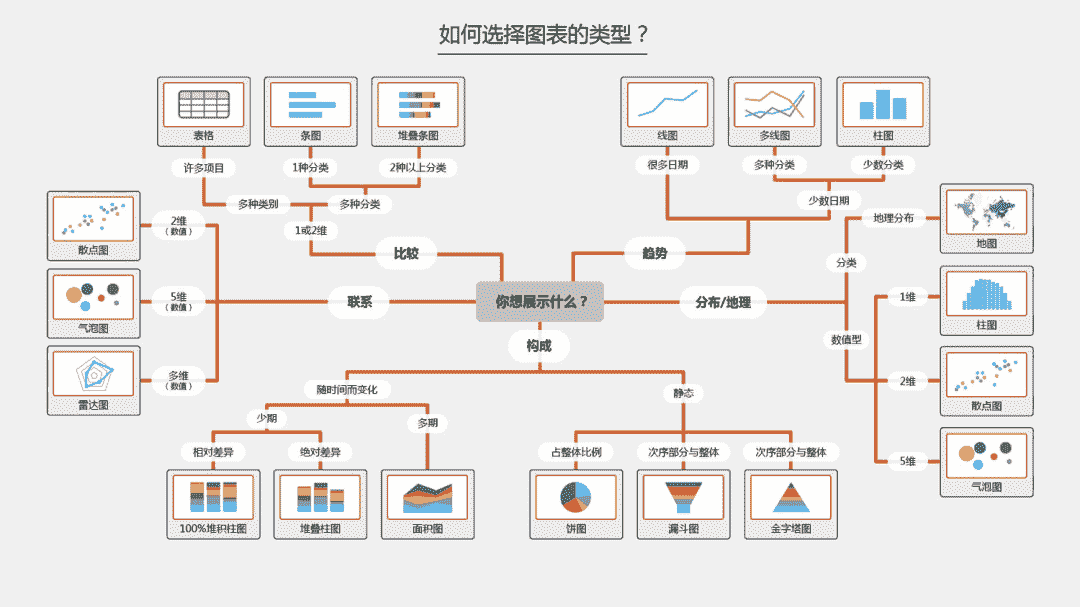 如何选择图表的类型？
表格
条图
堆叠条图
线图
多线图
柱图
许多项目
1种分类
2种以上分类
很多日期
多种分类
少数分类
多种类别
多种分类
少数日期
1或2维
比较
趋势
2维
（数值）
散点图
5维
（数值）
气泡图
多维
（数值）
雷达图
联系
你想展示什么？
分布/地理
地理分布
地图
分类
1维
柱图
数值型
2维
散点图
5维
气泡图
构成
随时间而变化
静态
少期
多期
相对差异
绝对差异
占整体比例
次序部分与整体
次序部分与整体
100%堆积柱图
堆叠柱图
面积图
饼图
漏斗图
金字塔图